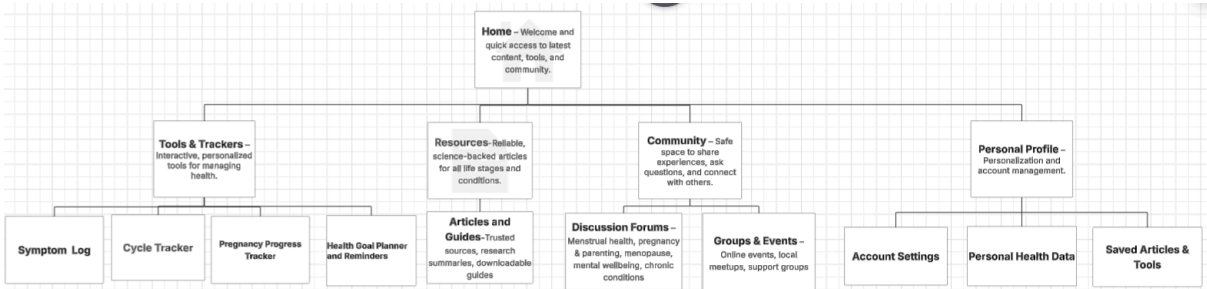 Home – Welcome and
quick access to latest
content, tools, and
community.
Tools & Trackers –
Interactive, personalized
tools for managing
health.
Resources-Reliable,
science-backed articles
for all life stages and
conditions.
Community – Safe
space to share
experiences, ask
questions, and connect
with others.
Personal Profile –
Personalization and
account management.
Symptom Log
Cycle Tracker
Pregnancy Progress
Tracker
Health Goal Planner
and Reminders
Articles and
Guides-Trusted
sources, research
summaries, downloadable
guides
Discussion Forums –
Menstrual health, pregnancy
& parenting, menopause,
mental wellbeing, chronic
conditions
Groups & Events –
Online events, local
meetups, support groups
Account Settings
Personal Health Data
Saved Articles &
Tools